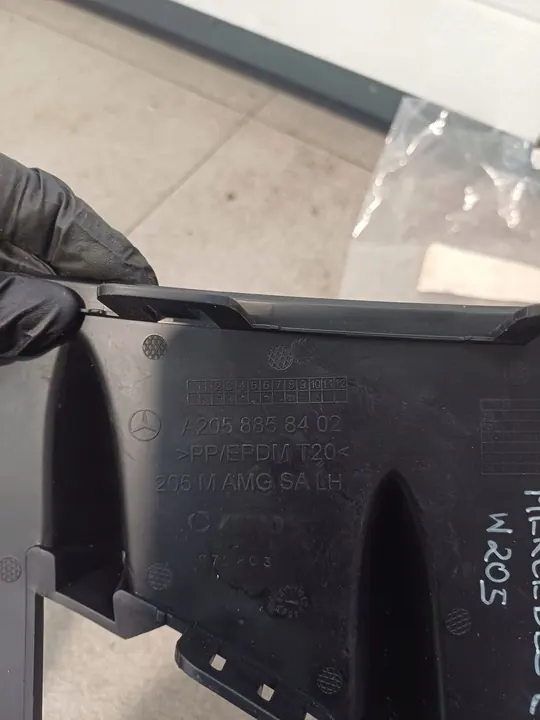 1 2 3 4 5 6 7 8 9 10 11 12
A205 885 84 02
>PP/EPDM T20<
205 M AMG SA LH
MERCEDES C
W205